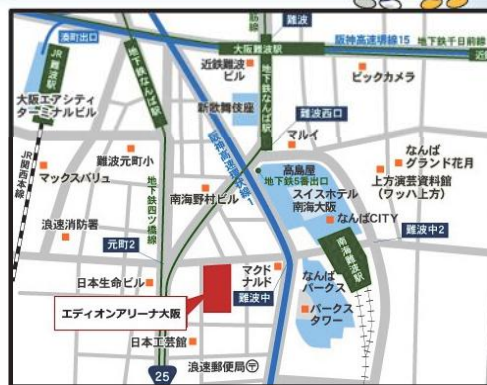 湊町出口
JR難波駅
大阪エアシティ
ターミナルビル
JR関西本線
マックスバリュ
浪速消防署
難波元町小
地下鉄なんば駅
地下鉄四ツ橋線
元町2
日本生命ビル
エディオンアリーナ大阪
日本工芸館
25
浪速郵便局〒
筋線
難波
阪神高速堺線15
地下鉄千日前線
大阪難波駅
近鉄難波
ビル
ビックカメラ
新歌舞伎座
地下鉄なんば駅
難波西口
マルイ
阪神高速環状線1
高島屋
地下鉄5番出口
スイスホテル
南海大阪
なんばCITY
なんば
グランド花月
上方演芸資料館
(ワッハ上方)
南海野村ビル
難波中2
南海難波駅
マクド
ナルド
難波中
なんば
パークス
パークス
タワー